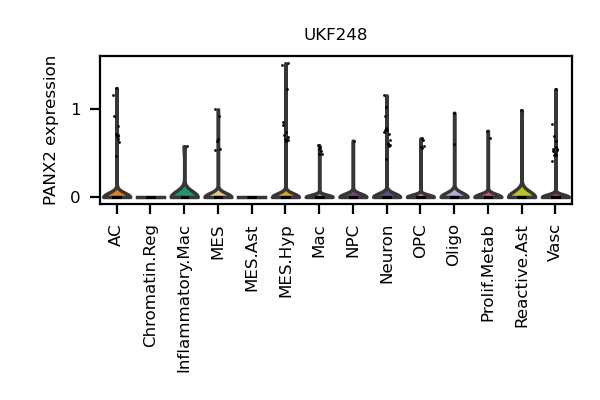 UKF248
PANX2 expression
1
0
AC
Chromatin.Reg
Inflammatory.Mac
MES
MES.Ast
MES.Hyp
Mac
NPC
Neuron
OPC
Oligo
Prolif.Metab
Reactive.Ast
Vasc